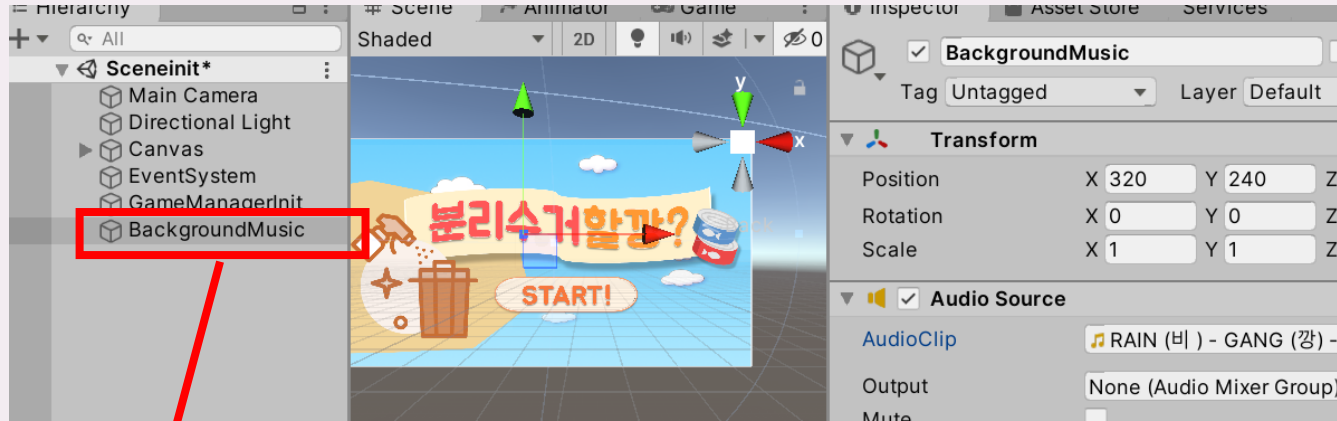 Hierarchy
All
Sceneinit*
Main Camera
Directional Light
Canvas
EventSystem
GameManagerInit
BackgroundMusic
Scene
Animator
Game
Shaded
2D
0
y
x
분리수거할깡?
START!
Inspector
Asset Store
Services
BackgroundMusic
Tag Untagged
Layer Default
Transform
Position X 320 Y 240 Z
Rotation X 0 Y 0 Z
Scale X 1 Y 1 Z
Audio Source
AudioClip RAIN (비 ) - GANG (깡) -
Output None (Audio Mixer Group)
Mute